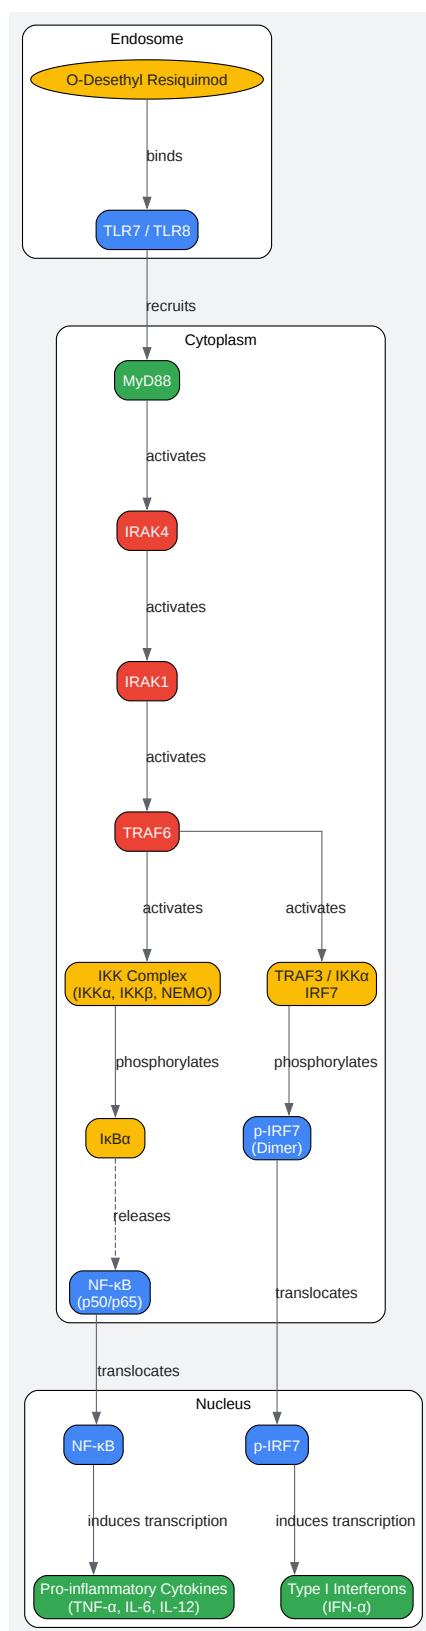 Endosome
O-Desethyl Resiquimod
binds
TLR7 / TLR8
recruits
Cytoplasm
MyD88
activates
IRAK4
activates
IRAK1
activates
TRAF6
activates
activates
IKK Complex
(IKKα, IKKβ, NEMO)
TRAF3 / IKKα
IRF7
phosphorylates
phosphorylates
IκBα
p-IRF7
(Dimer)
releases
NF-κB
(p50/p65)
translocates
translocates
Nucleus
NF-κB
p-IRF7
induces transcription
induces transcription
Pro-inflammatory Cytokines
(TNF-α, IL-6, IL-12)
Type I Interferons
(IFN-α)